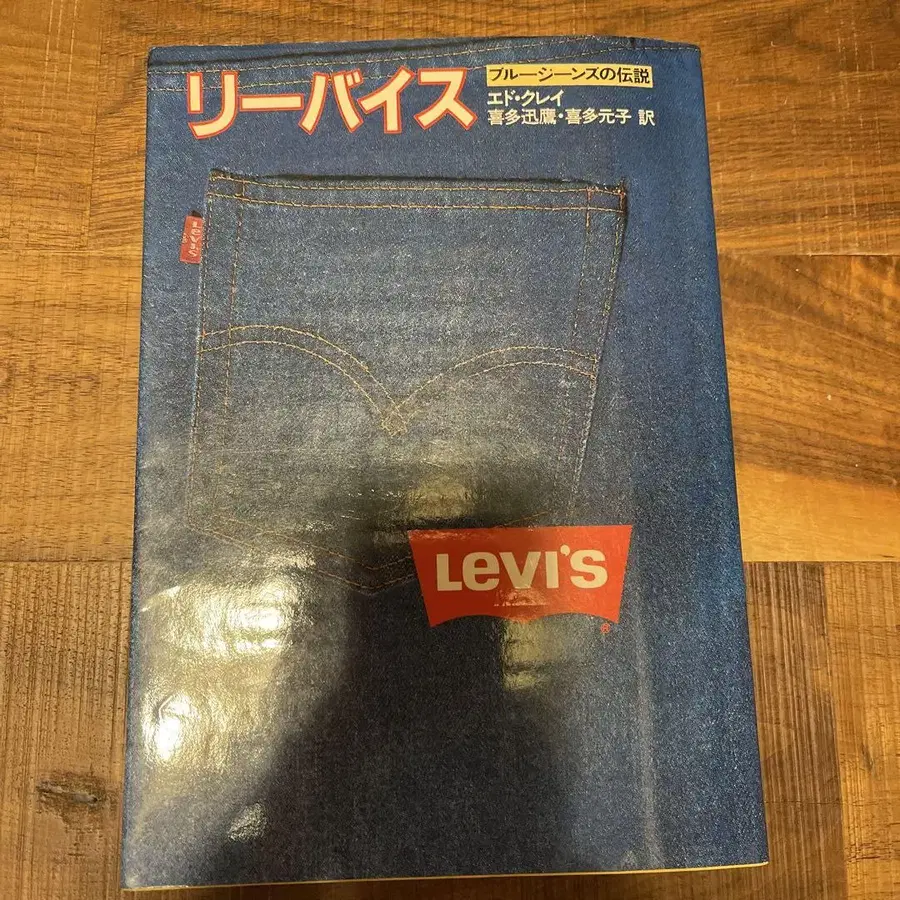 リーバイス
ブルージーンズの伝説
エド・クレイ
喜多迅鷹・喜多元子 訳
LEVI'S
Levi's
®